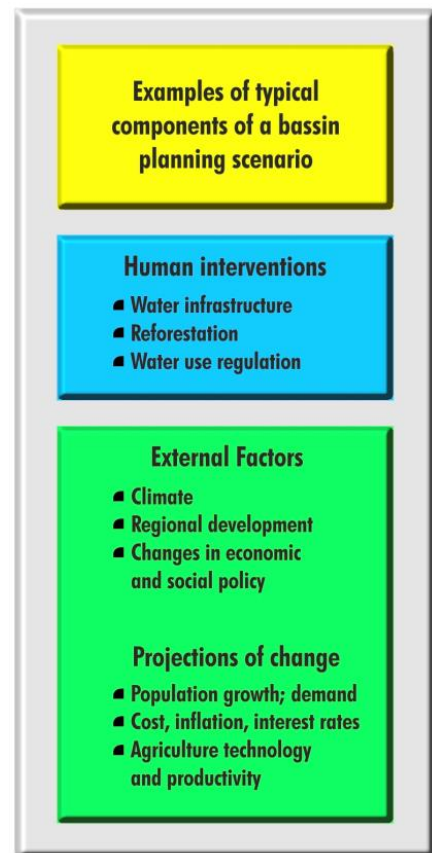 Examples of typical
components of a bassin
planning scenario
Human interventions
Water infrastructure
Reforestation
Water use regulation
External Factors
Climate
Regional development
Changes in economic
and social policy
Projections of change
Population growth; demand
Cost, inflation, interest rates
Agriculture technology
and productivity